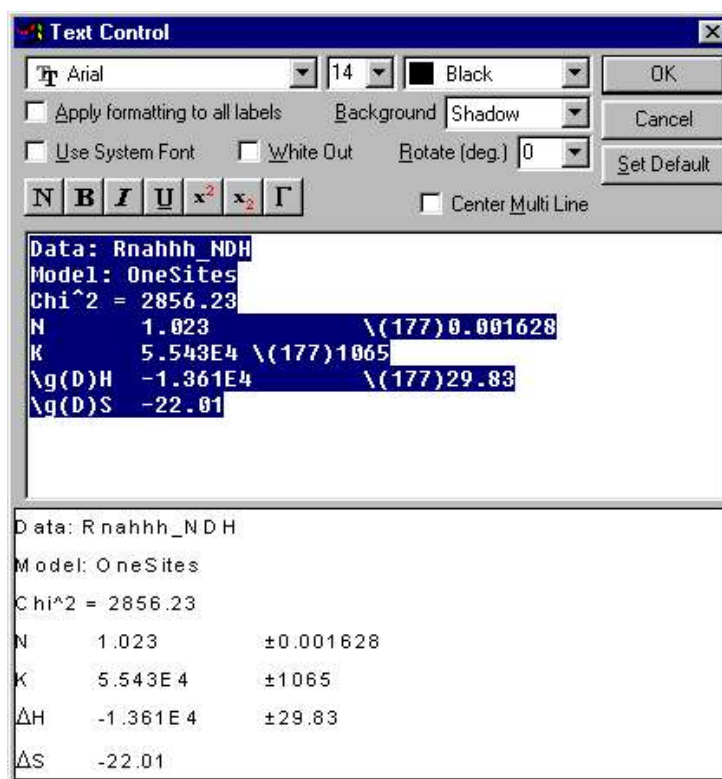 Text Control
Arial 14 Black OK
Apply formatting to all labels Background Shadow Cancel
Use System Font White Out Rotate (deg.) 0 Set Default
N B I U x² x₂ Γ Center Multi Line
Data: Rnahhh_NDH
Model: OneSites
Chi^2 = 2856.23
N 1.023 \(177)0.001628
K 5.543E4 \(177)1065
\g(D)H -1.361E4 \(177)29.83
\g(D)S -22.01
Data: Rnahhh_NDH
Model: OneSites
Chi^2 = 2856.23
N 1.023 ±0.001628
K 5.543E4 ±1065
ΔH -1.361E4 ±29.83
ΔS -22.01